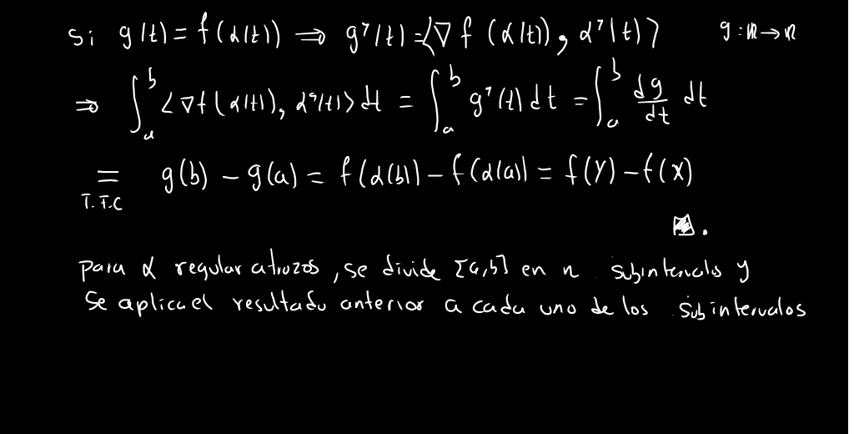 Si g(t) = f(α(t)) ⟹ g'(t) = ⟨∇f (α(t)), α'(t)⟩ g : ℝ → ℝ
⇒ ∫_a^b ⟨∇f(α(t)), α'(t)⟩dt = ∫_a^b g'(t)dt = ∫_a^b dg/dt dt
= g(b) - g(a) = f(α(b)) - f(α(a)) = f(Y) - f(X)
T.F.C
para α regular a trozos, se divide [a,b] en n subintervalos y
Se aplica el resultado anterior a cada uno de los subintervalos